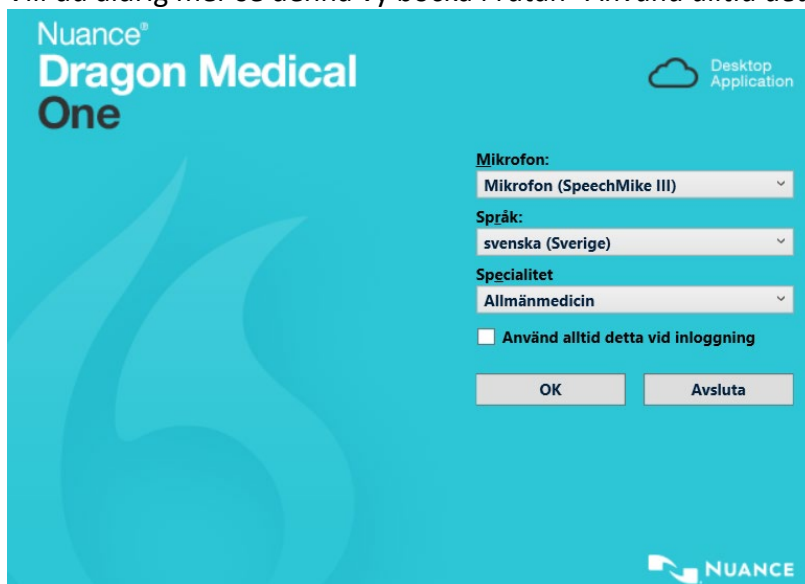 Nuance®
Dragon Medical
One
Desktop
Application
Mikrofon:
Mikrofon (SpeechMike III)
Språk:
svenska (Sverige)
Specialitet
Allmänmedicin
Använd alltid detta vid inloggning
OK
Avsluta
NUANCE